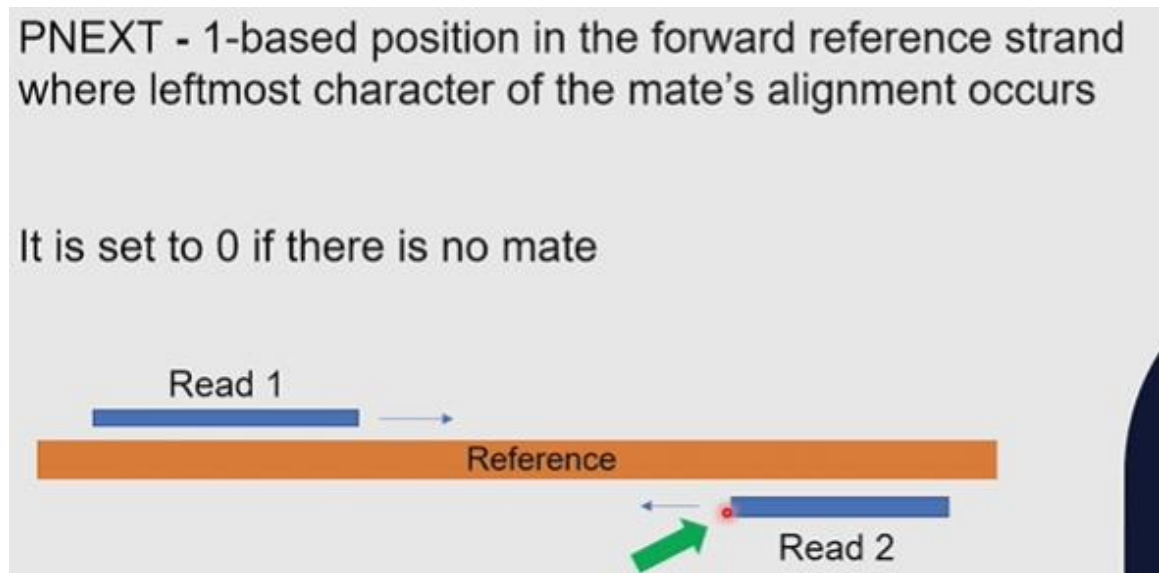 PNEXT - 1-based position in the forward reference strand
where leftmost character of the mate's alignment occurs
It is set to 0 if there is no mate
Read 1
Reference
Read 2